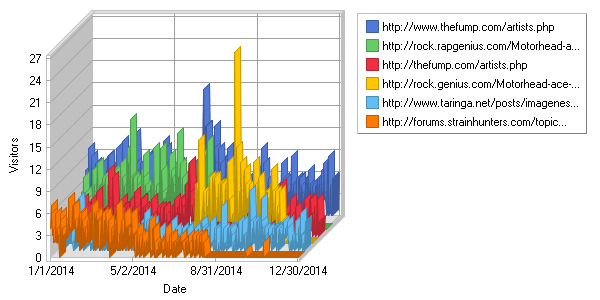 27
24
21
18
15
12
9
6
3
0
Visitors
1/1/2014 5/2/2014 8/31/2014 12/30/2014
Date
http://www.thefump.com/artists.php
http://rock.rapgenius.com/Motorhead-a...
http://thefump.com/artists.php
http://rock.genius.com/Motorhead-ace-...
http://www.taringa.net/posts/imagenes...
http://forums.strainhunters.com/topic...